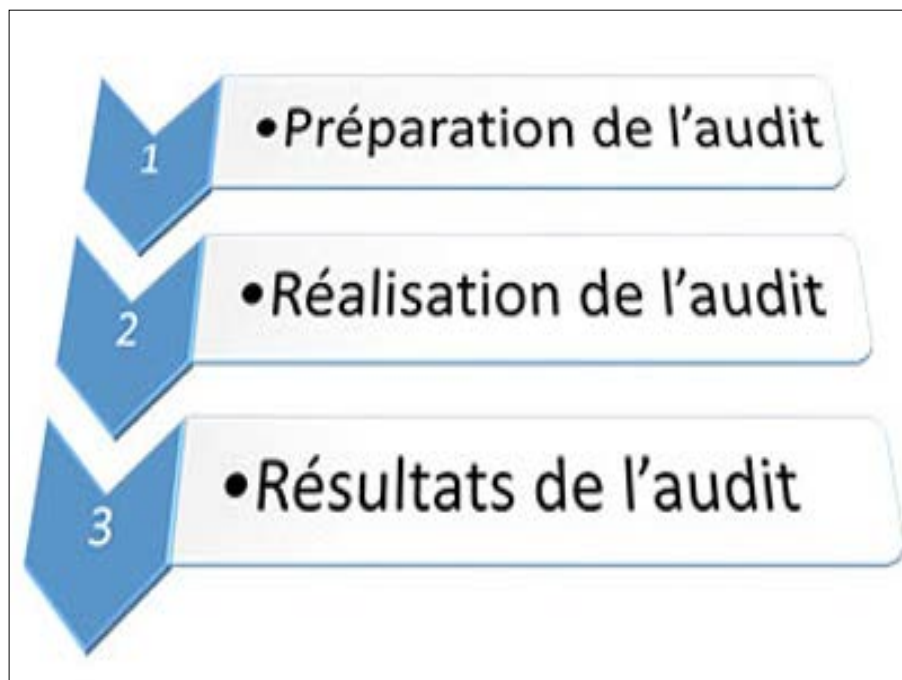 1 •Préparation de l’audit
2 •Réalisation de l’audit
3 •Résultats de l’audit